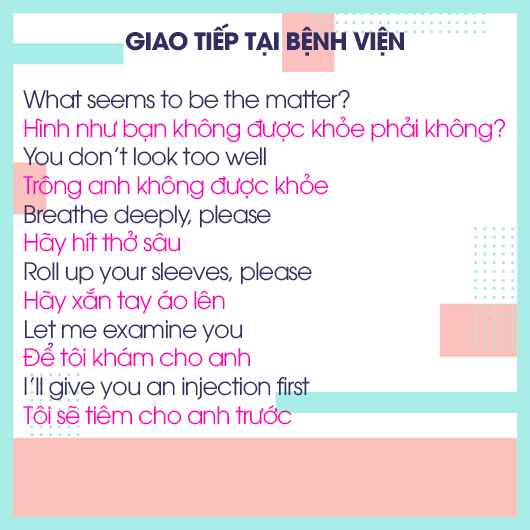 GIAO TIẾP TẠI BỆNH VIỆN
What seems to be the matter?
Hình như bạn không được khỏe phải không?
You don't look too well
Trông anh không được khỏe
Breathe deeply, please
Hãy hít thở sâu
Roll up your sleeves, please
Hãy xắn tay áo lên
Let me examine you
Để tôi khám cho anh
I'll give you an injection first
Tôi sẽ tiêm cho anh trước